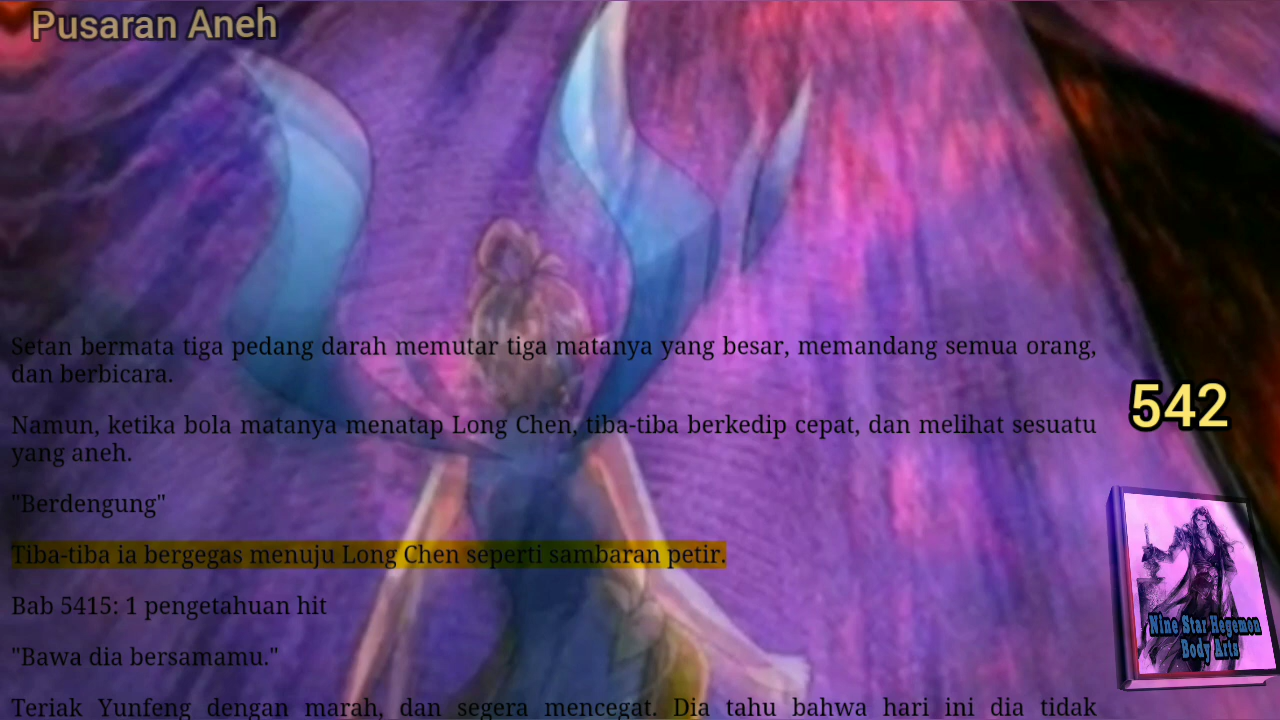 Pusaran Aneh
Setan bermata tiga pedang darah memutar tiga matanya yang besar, memandang semua orang,
dan berbicara.
Namun, ketika bola matanya menatap Long Chen, tiba-tiba berkedip cepat, dan melihat sesuatu
yang aneh.
542
"Berdengung"
Tiba-tiba ia bergegas menuju Long Chen seperti sambaran petir.
Bab 5415: 1 pengetahuan hit
Nine Star Hegemon
Body Arts
"Bawa dia bersamamu."
Teriak Yunfeng dengan marah, dan segera mencegat. Dia tahu bahwa hari ini dia tidak